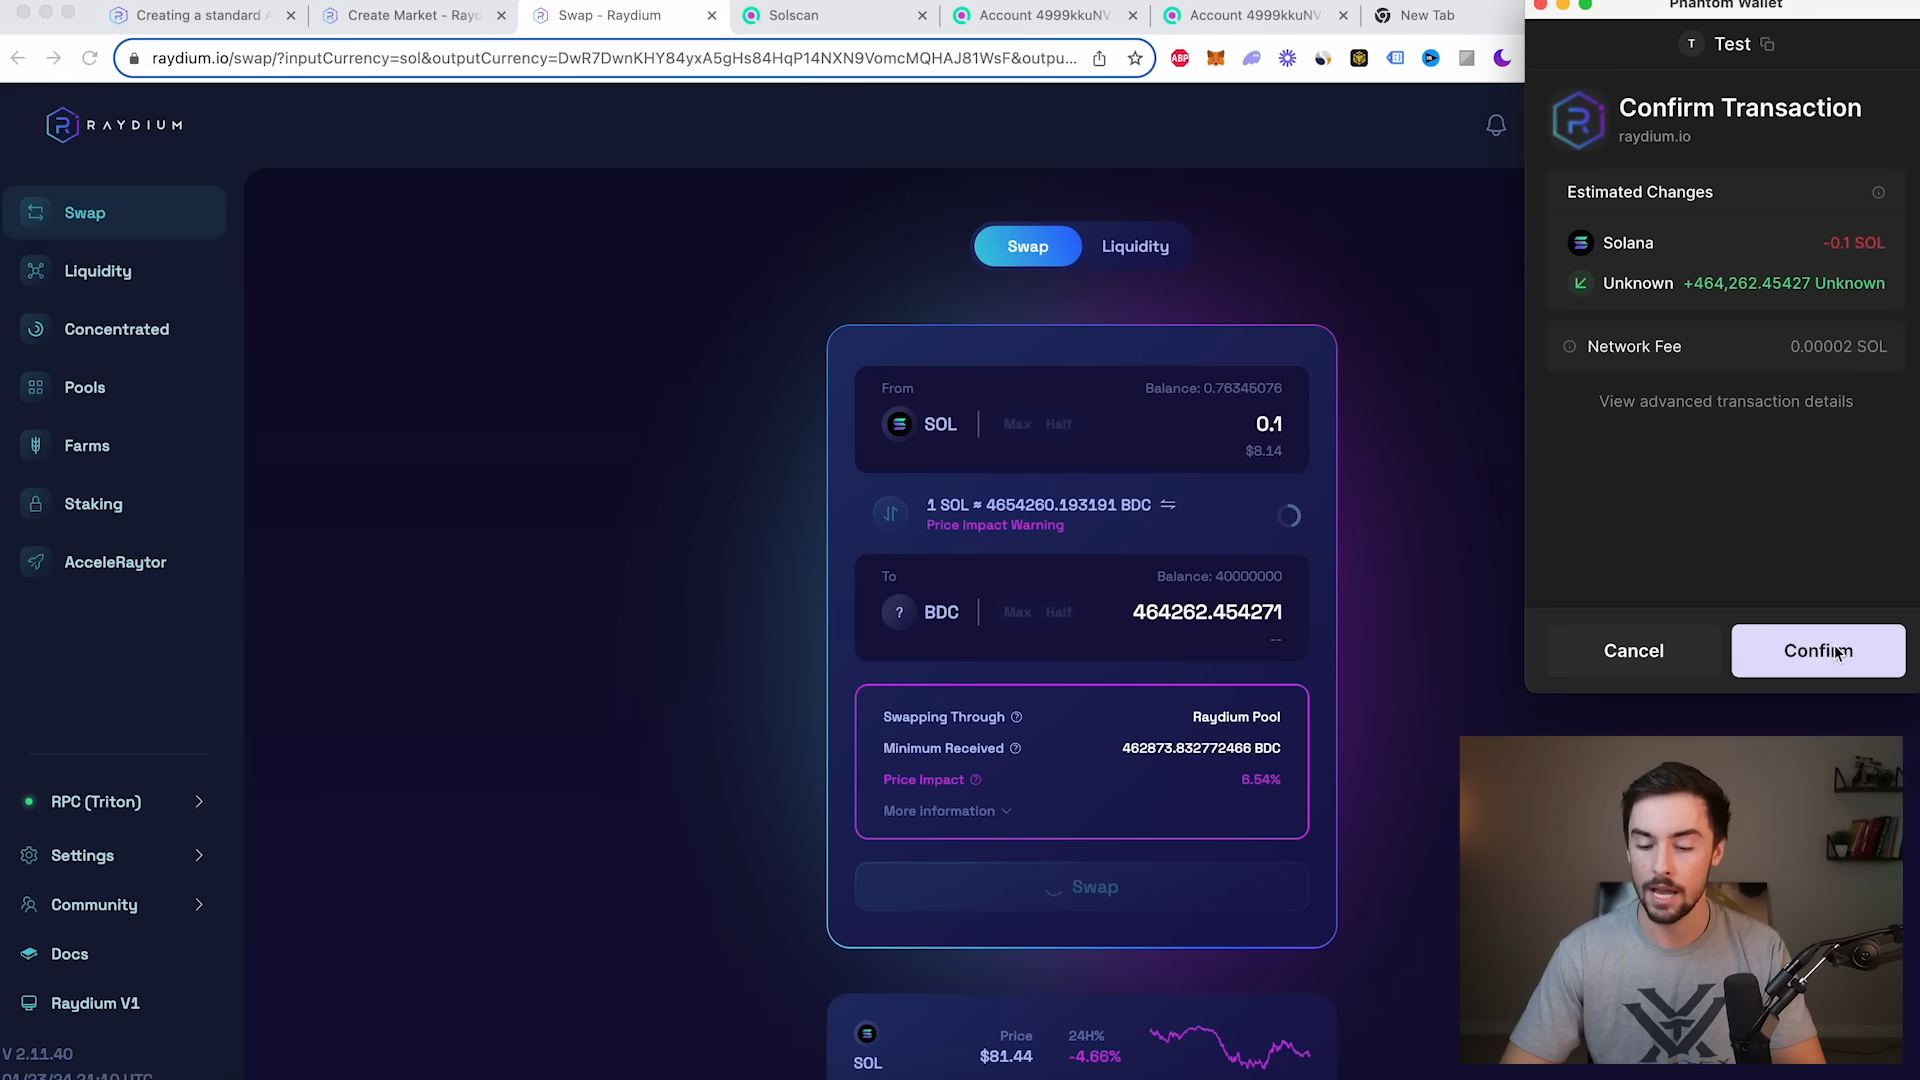 Creating a standard A
Create Market - Rayd
Swap - Raydium
Solscan
Account 4999kkuNV
Account 4999kkuNV
New Tab
raydium.io/swap/?inputCurrency=sol&outputCurrency=DwR7DwnKHY84yxA5gHs84HqP14NXN9VomcMQHAJ81WsF&outpu...
ABP
RAYDIUM
Swap
Liquidity
Concentrated
Pools
Farms
Staking
AcceleRaytor
RPC (Triton)
Settings
Community
Docs
Raydium V1
V 2.11.40
Swap
Liquidity
From
Balance: 0.76345076
SOL
Max
Half
0.1
$8.14
1 SOL ≈ 4654260.193191 BDC
Price Impact Warning
To
Balance: 40000000
? BDC
Max
Half
464262.454271
--
Swapping Through
Raydium Pool
Minimum Received
462873.832772466 BDC
Price Impact
6.54%
More information
Swap
SOL
Price
$81.44
24H%
-4.66%
Phantom Wallet
T
Test
Confirm Transaction
raydium.io
Estimated Changes
Solana
-0.1 SOL
Unknown
+464,262.45427 Unknown
Network Fee
0.00002 SOL
View advanced transaction details
Cancel
Confirm